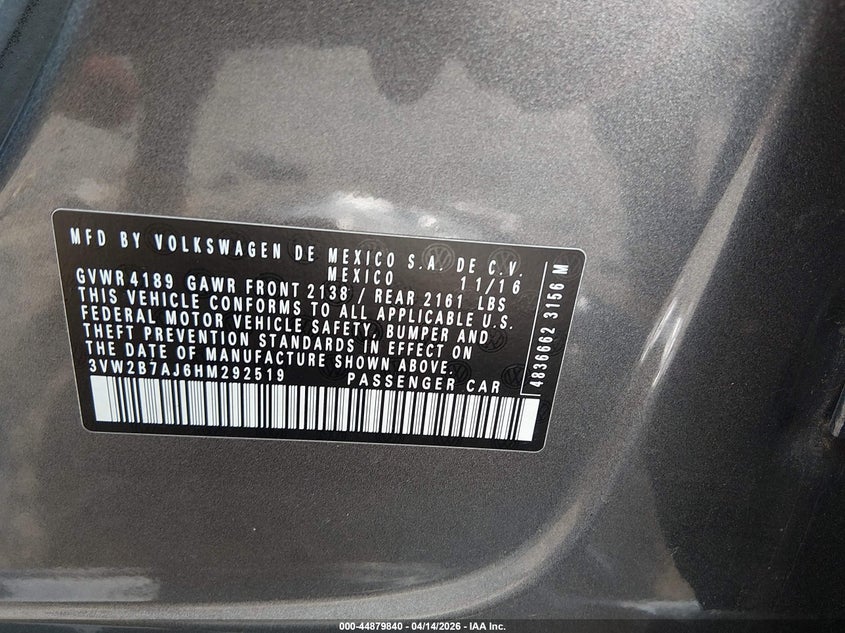 MFD BY VOLKSWAGEN DE MEXICO S.A. DE C.V.
MEXICO 11/16
GVWR 4189 GAWR FRONT 2138 / REAR 2161 LBS
THIS VEHICLE CONFORMS TO ALL APPLICABLE U.S.
FEDERAL MOTOR VEHICLE SAFETY, BUMPER AND
THEFT PREVENTION STANDARDS IN EFFECT ON
THE DATE OF MANUFACTURE SHOWN ABOVE.
3VW2B7AJ6HM292519 PASSENGER CAR
4836662 3156 M
000-44879840 - 04/14/2026 - IAA Inc.